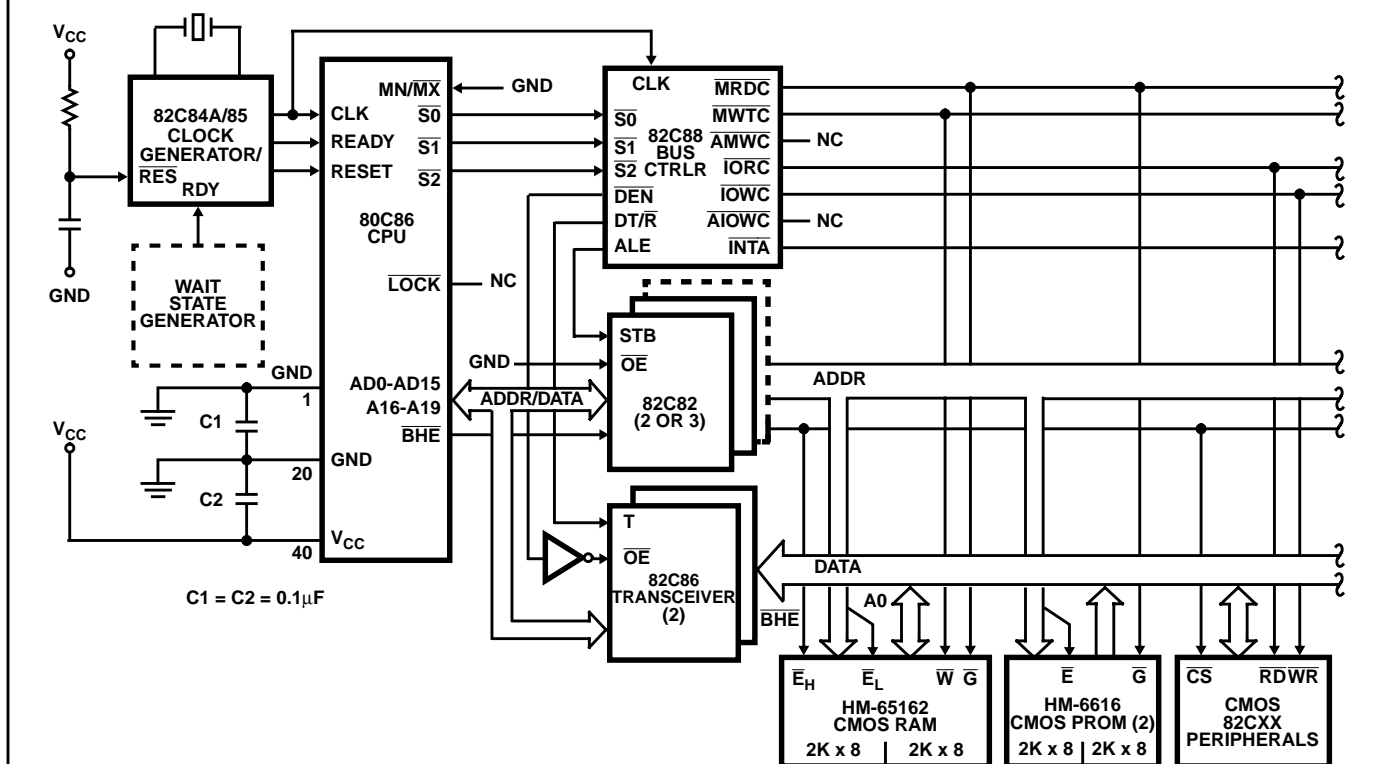 VCC
GND
82C84A/85
CLOCK
GENERATOR/
RES
RDY
WAIT
STATE
GENERATOR
MN/MX
CLK
READY
RESET
S0
S1
S2
80C86
CPU
LOCK
GND
NC
GND
1
AD0-AD15
A16-A19
BHE
GND
20
VCC
40
C1
C2
VCC
C1 = C2 = 0.1μF
ADDR/DATA
CLK
S0
S1
S2
DEN
DT/R
ALE
82C88
BUS
CTRLR
MRDC
MWTC
AMWC
IORC
IOWC
AIOWC
INTA
NC
NC
GND
STB
OE
82C82
(2 OR 3)
ADDR
T
OE
82C86
TRANSCEIVER
(2)
DATA
BHE
A0
EH
EL
W
G
HM-65162
CMOS RAM
2K x 8
2K x 8
E
G
HM-6616
CMOS PROM (2)
2K x 8
2K x 8
CS
RD
WR
CMOS
82CXX
PERIPHERALS